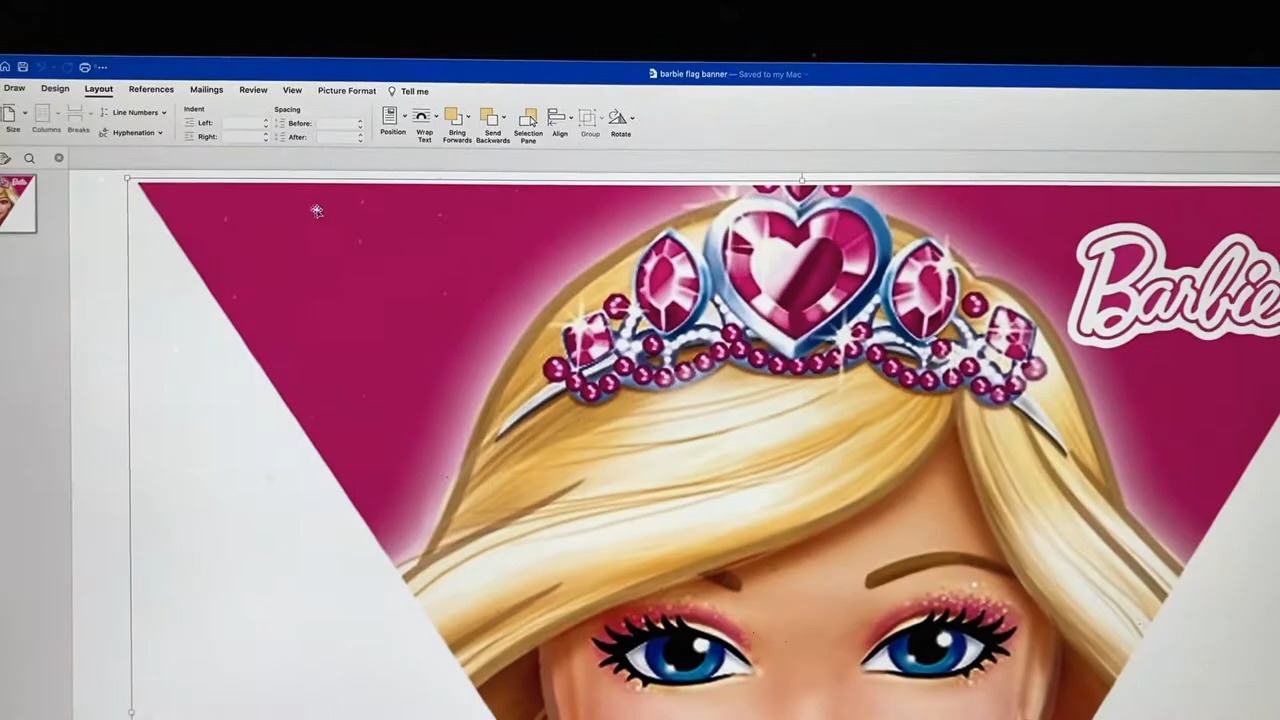 barbie flag banner — Saved to my Mac
Draw Design Layout References Mailings Review View Picture Format Tell me
Size Columns Breaks Line Numbers Hyphenation Indent Left: Right: Spacing Before: After: Position Wrap Text Bring Forwards Send Backwards Selection Pane Align Group Rotate
Barbie